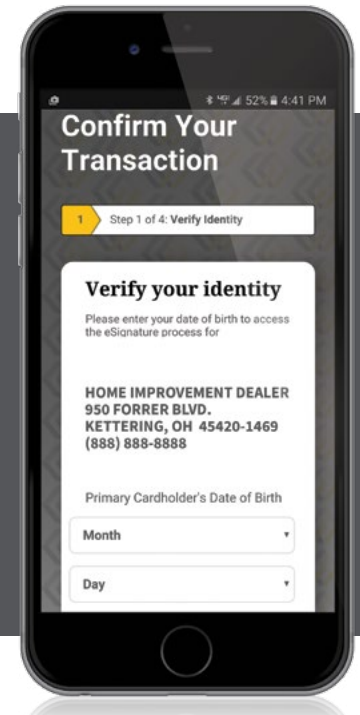 52% 4:41 PM
Confirm Your
Transaction
1 Step 1 of 4: Verify Identity
Verify your identity
Please enter your date of birth to access
the eSignature process for
HOME IMPROVEMENT DEALER
950 FORRER BLVD.
KETTERING, OH 45420-1469
(888) 888-8888
Primary Cardholder's Date of Birth
Month
Day